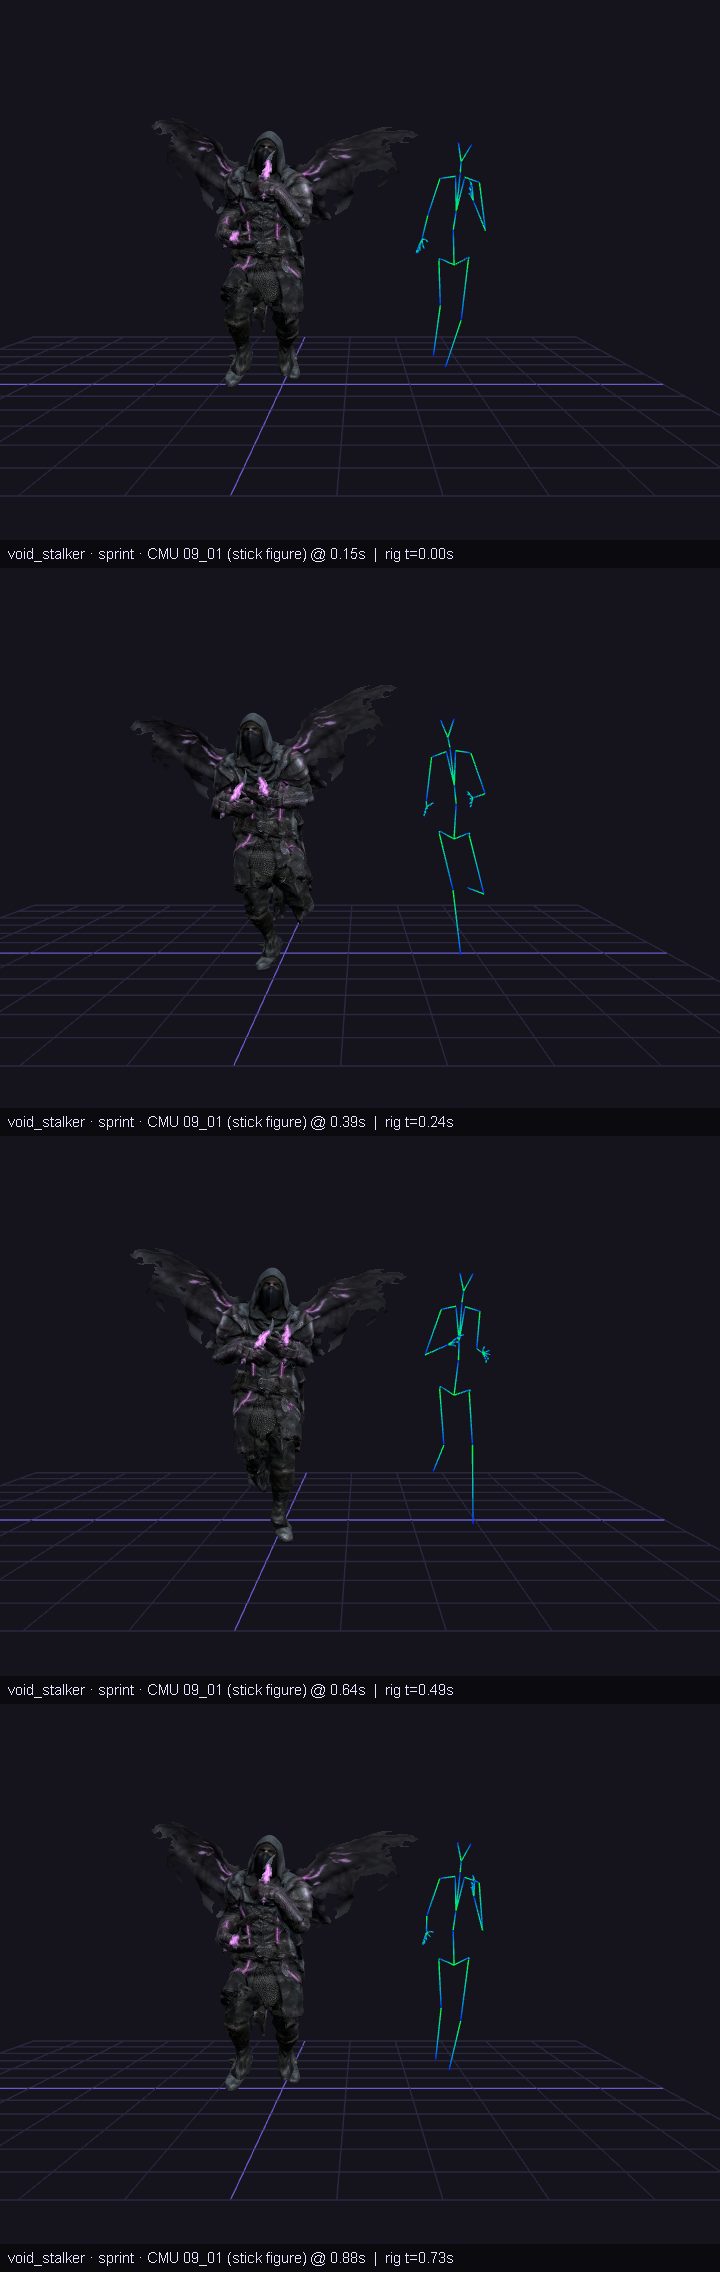 void_stalker · sprint · CMU 09_01 (stick figure) @ 0.15s | rig t=0.00s
void_stalker · sprint · CMU 09_01 (stick figure) @ 0.39s | rig t=0.24s
void_stalker · sprint · CMU 09_01 (stick figure) @ 0.64s | rig t=0.49s
void_stalker · sprint · CMU 09_01 (stick figure) @ 0.88s | rig t=0.73s